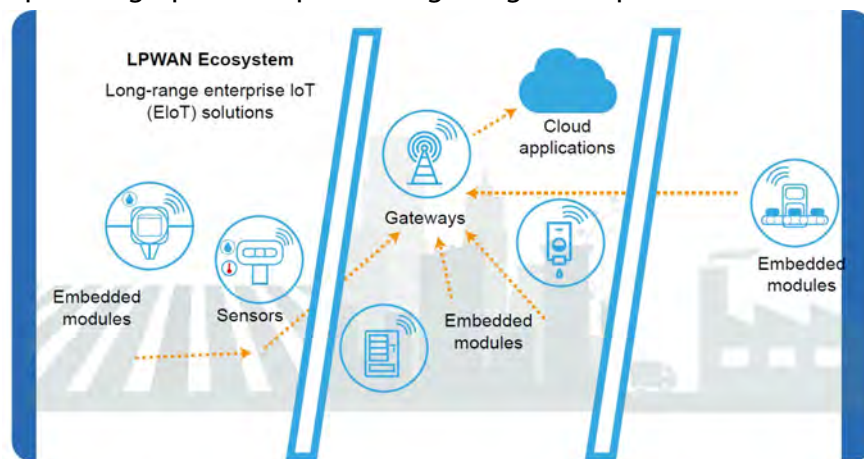 LPWAN Ecosystem
Long-range enterprise IoT
(EIoT) solutions
Cloud
applications
Gateways
Embedded
modules
Sensors
Embedded
modules
Embedded
modules